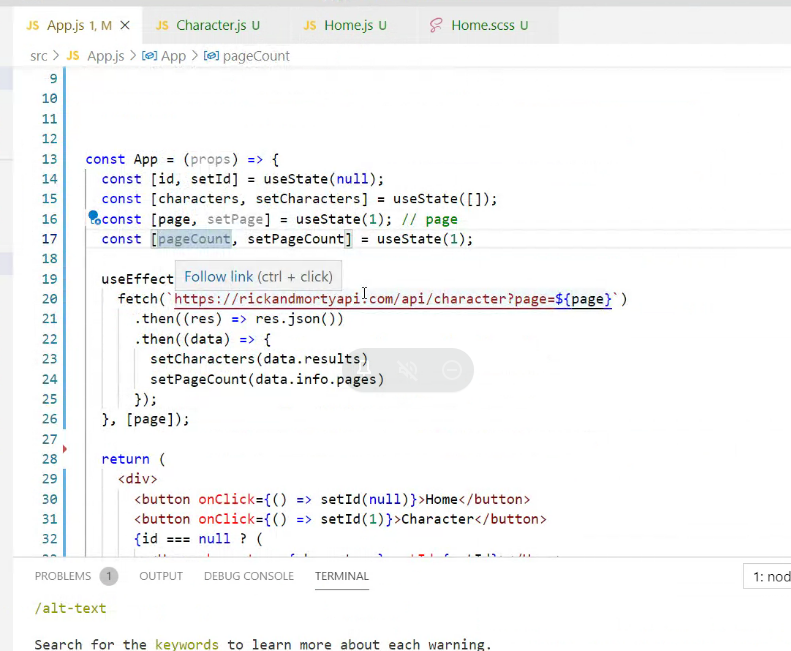 JS App.js 1, M × JS Character.js U JS Home.js U Home.scss U
src > JS App.js > App > pageCount
9
10
11
12
13 const App = (props) => {
14 const [id, setId] = useState(null);
15 const [characters, setCharacters] = useState([]);
16 const [page, setPage] = useState(1); // page
17 const [pageCount, setPageCount] = useState(1);
18
Follow link (ctrl + click)
19 useEffect
20 fetch(`https://rickandmortyapi.com/api/character?page=${page}`)
21 .then((res) => res.json())
22 .then((data) => {
23 setCharacters(data.results)
24 setPageCount(data.info.pages)
25 });
26 }, [page]);
27
28 return (
29 <div>
30 <button onClick={() => setId(null)}>Home</button>
31 <button onClick={() => setId(1)}>Character</button>
32 {id === null ? (
PROBLEMS 1 OUTPUT DEBUG CONSOLE TERMINAL 1: nod
/alt-text
Search for the keywords to learn more about each warning.